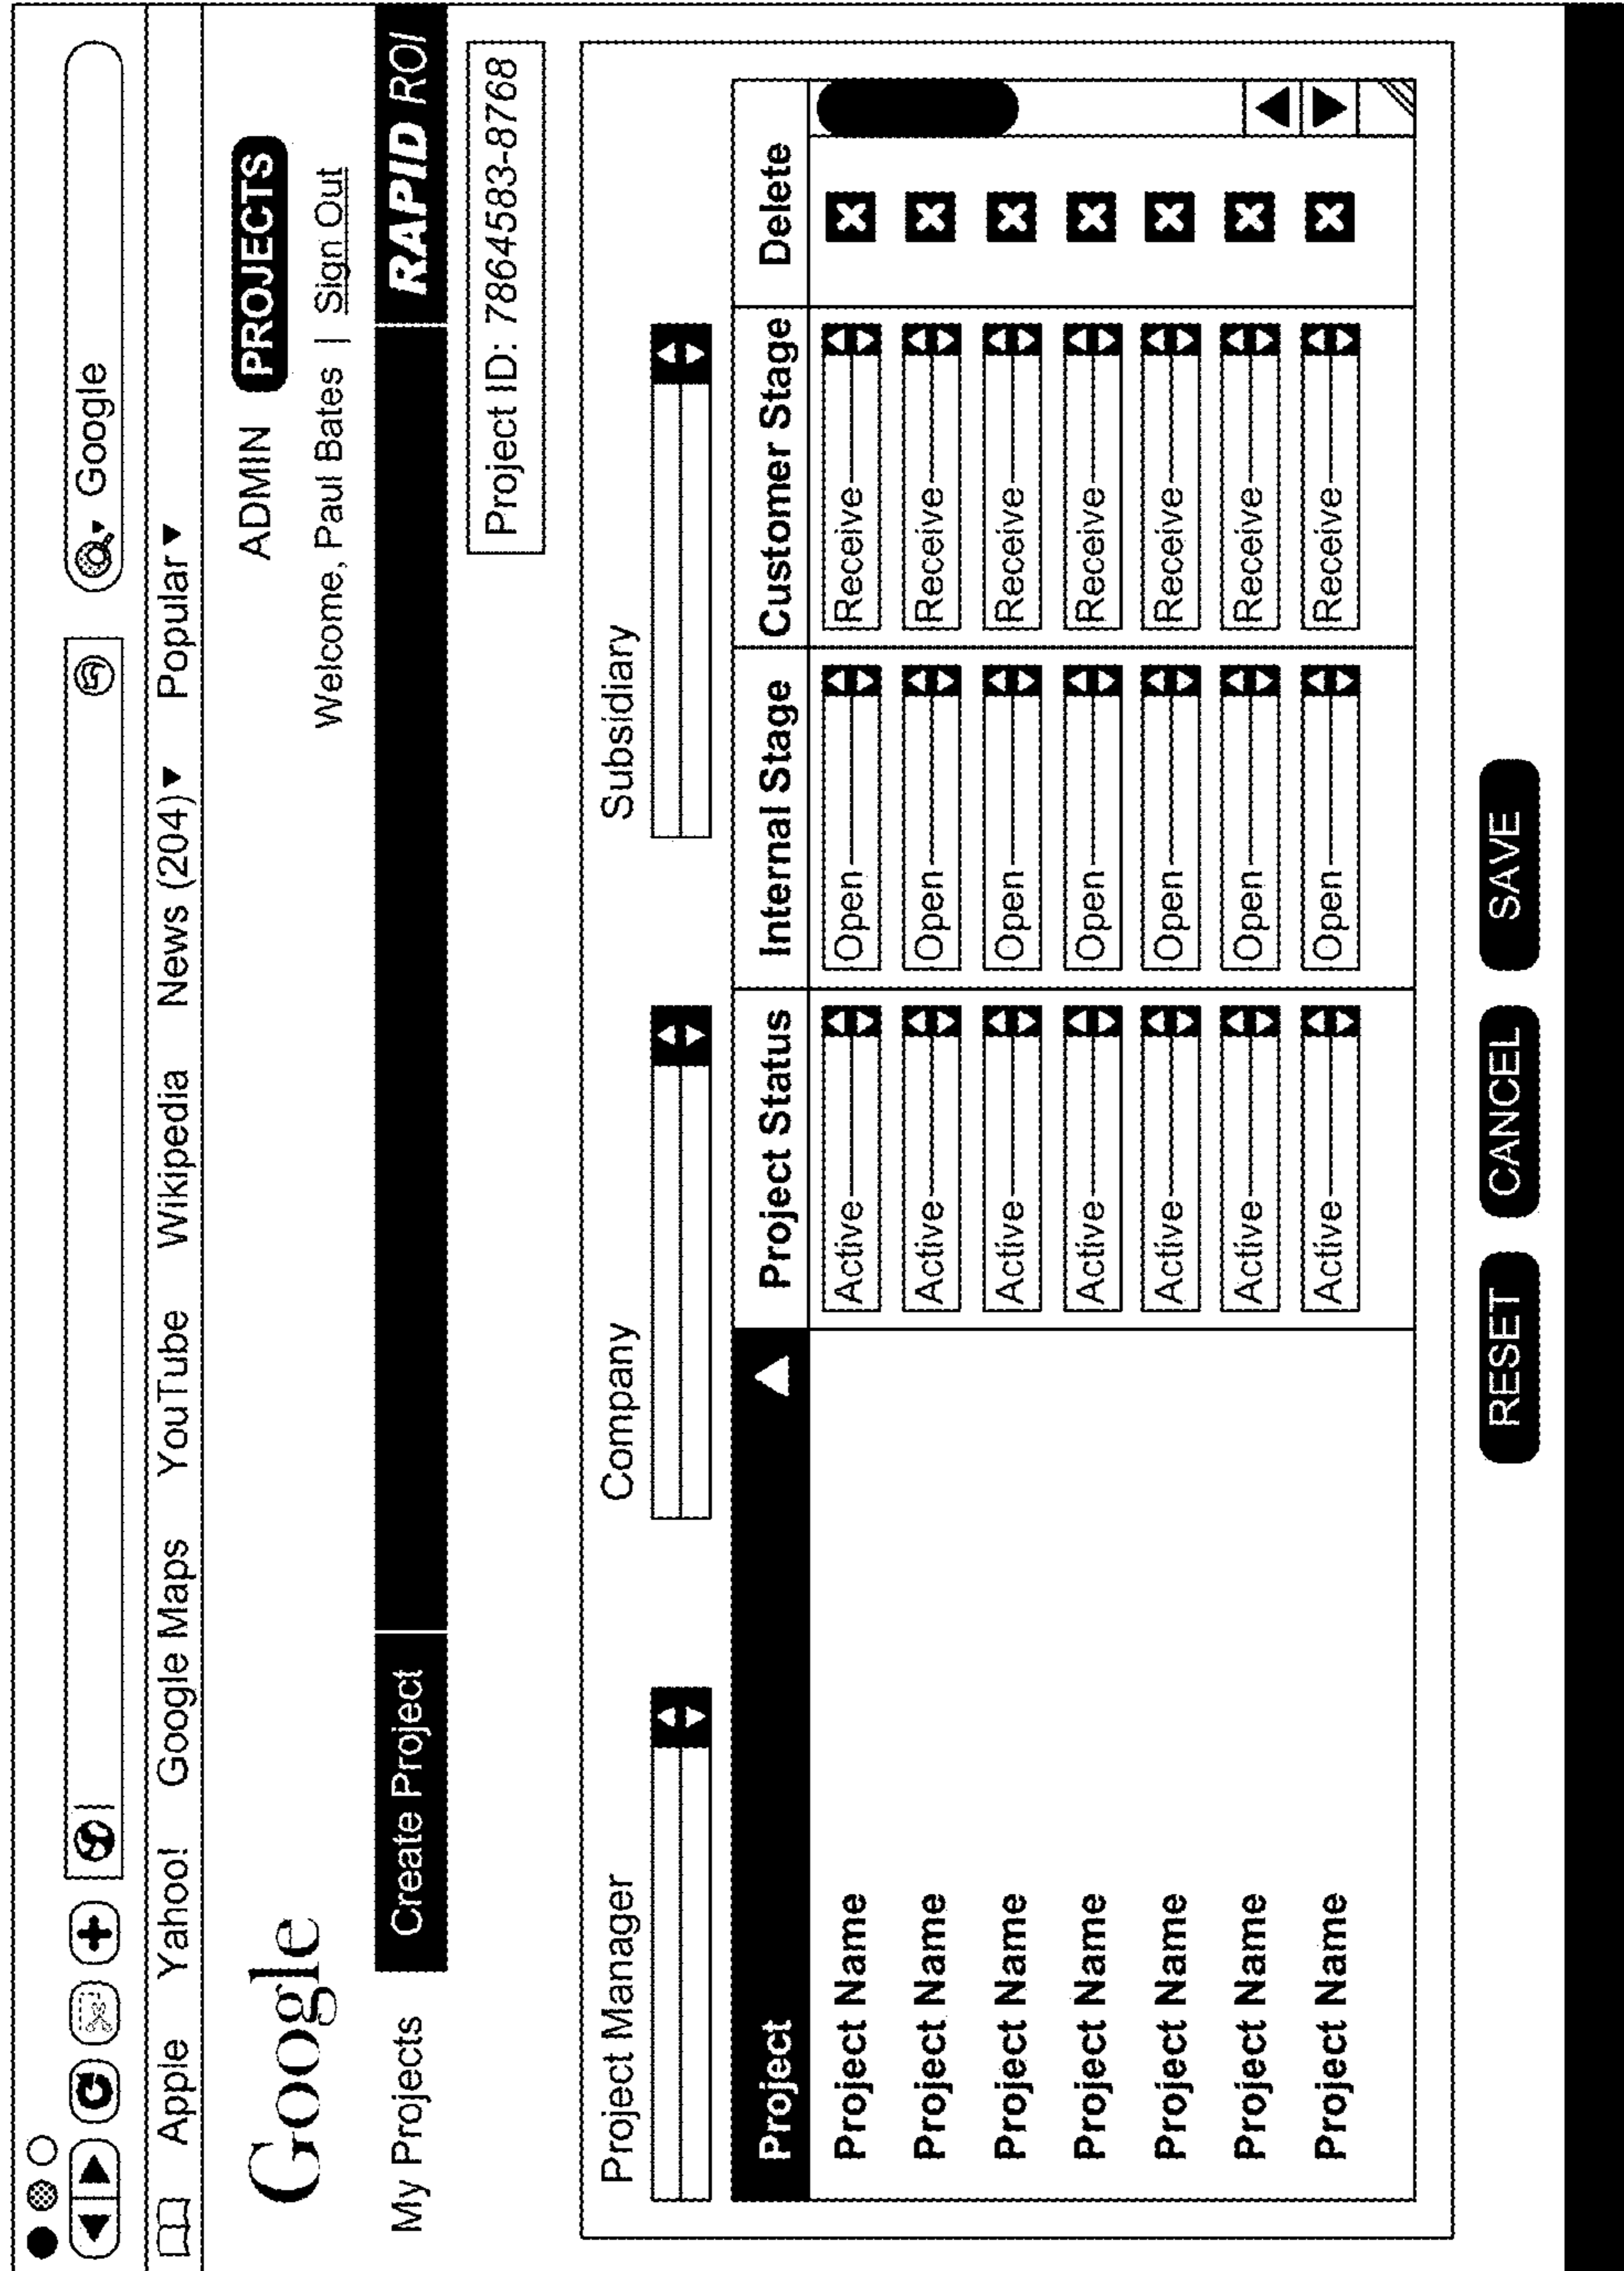 Google
Apple Yahoo! Google Maps YouTube Wikipedia News (204) Popular
Google
ADMIN PROJECTS
Welcome, Paul Bates | Sign Out
My Projects Create Project RAPID ROI
Project ID: 7864583-8768
Project Manager Company Subsidiary
Project Project Status Internal Stage Customer Stage Delete
Project Name Active Open Receive
Project Name Active Open Receive
Project Name Active Open Receive
Project Name Active Open Receive
Project Name Active Open Receive
Project Name Active Open Receive
Project Name Active Open Receive
RESET CANCEL SAVE